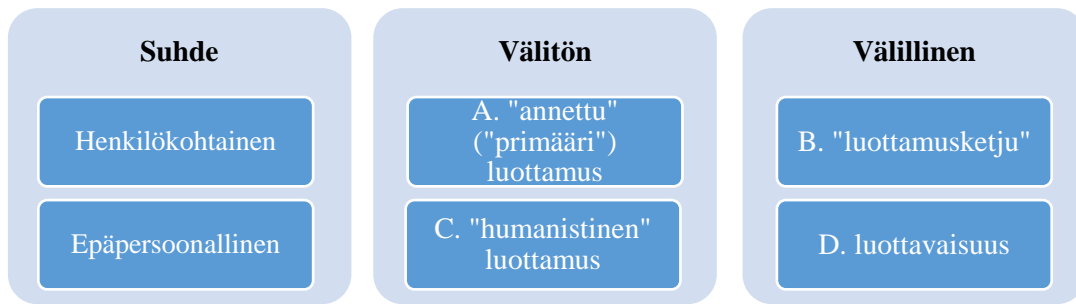 Suhde
Välitön
Välillinen
Henkilökohtainen
A. "annettu"
("primääri")
luottamus
B. "luottamusketju"
Epäpersoonallinen
C. "humanistinen"
luottamus
D. luottavaisuus